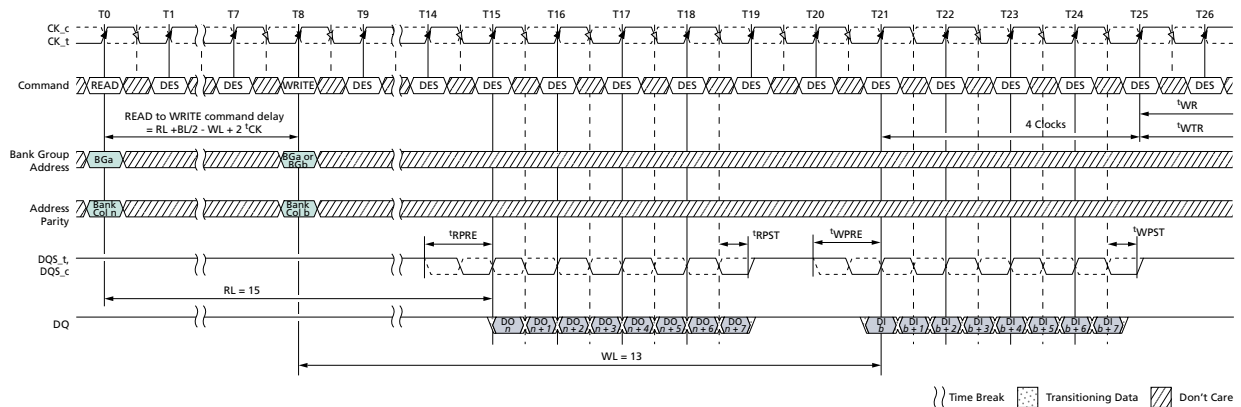 T0 T1 T7 T8 T9 T14 T15 T16 T17 T18 T19 T20 T21 T22 T23 T24 T25 T26
CK_c
CK_t
Command READ DES DES WRITE DES DES DES DES DES DES DES DES DES DES DES DES DES DES
READ to WRITE command delay
= RL +BL/2 - WL + 2 tCK
4 Clocks
tWR
tWTR
Bank Group
Address
BGa
BGa or
BGb
Address
Parity
Bank
Col n
Bank
Col b
tRPRE tRPST tWPRE tWPST
DQS_t,
DQS_c
RL = 15
DQ
DO
n
DO
n + 1
DO
n + 2
DO
n + 3
DO
n + 4
DO
n + 5
DO
n + 6
DO
n + 7
DI
b
DI
b + 1
DI
b + 2
DI
b + 3
DI
b + 4
DI
b + 5
DI
b + 6
DI
b + 7
WL = 13
Time Break Transitioning Data Don't Care